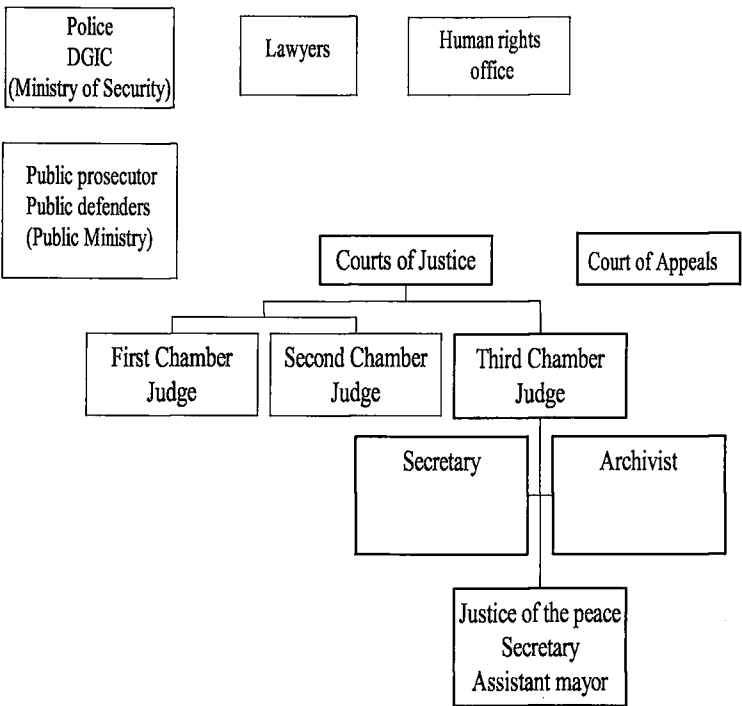 Police
DGIC
(Ministry of Security)
Lawyers
Human rights
office
Public prosecutor
Public defenders
(Public Ministry)
Courts of Justice
Court of Appeals
First Chamber
Judge
Second Chamber
Judge
Third Chamber
Judge
Secretary
Archivist
Justice of the peace
Secretary
Assistant mayor